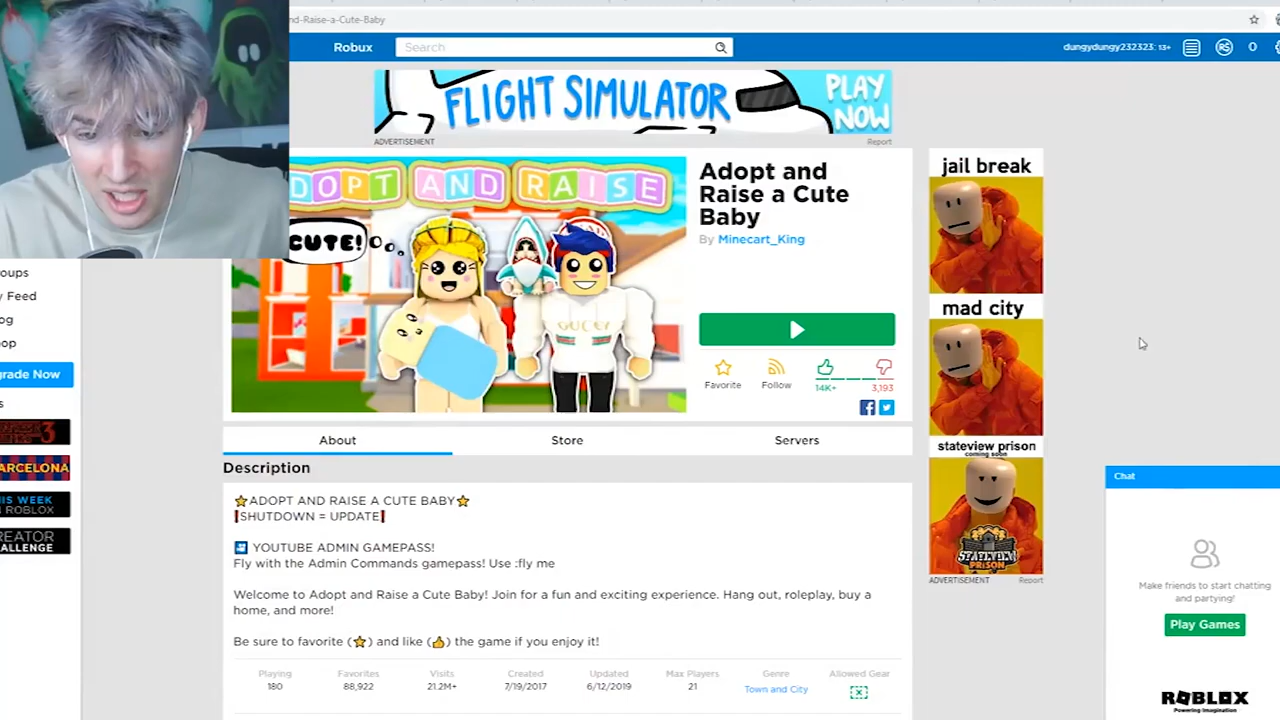 nd-Raise-a-Cute-Baby
Robux
Search
dungydungy232323: 13+
0
FLIGHT SIMULATOR
PLAY
NOW
ADVERTISEMENT
Report
ADOPT AND RAISE
CUTE!
GUCCY
Adopt and
Raise a Cute
Baby
By Minecart_King
Favorite
Follow
14K+
3,193
jail break
mad city
stateview prison
coming soon
STATEVIEW
PRISON
ADVERTISEMENT
Report
oups
y Feed
og
op
grade Now
s
3
ARCELONA
HIS WEEK
N ROBLOX
REATOR
ALLENGE
About
Store
Servers
Description
⭐ADOPT AND RAISE A CUTE BABY⭐
❗SHUTDOWN = UPDATE❗
🎦 YOUTUBE ADMIN GAMEPASS!
Fly with the Admin Commands gamepass! Use :fly me
Welcome to Adopt and Raise a Cute Baby! Join for a fun and exciting experience. Hang out, roleplay, buy a
home, and more!
Be sure to favorite (⭐) and like (👍) the game if you enjoy it!
Playing
Favorites
Visits
Created
Updated
Max Players
Genre
Allowed Gear
180
88,922
21.2M+
7/19/2017
6/12/2019
21
Town and City
Chat
Make friends to start chatting
and partying!
Play Games
ROBLOX
Powering Imagination